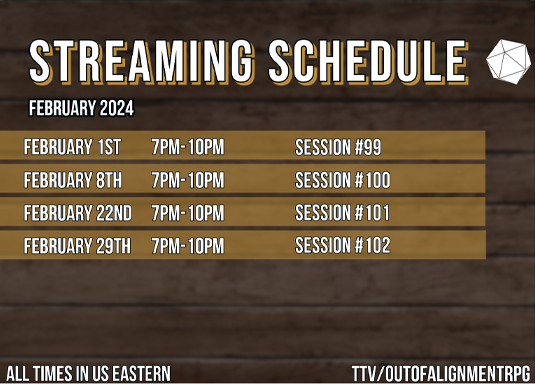 STREAMING SCHEDULE
FEBRUARY 2024
FEBRUARY 1ST 7PM-10PM SESSION #99
FEBRUARY 8TH 7PM-10PM SESSION #100
FEBRUARY 22ND 7PM-10PM SESSION #101
FEBRUARY 29TH 7PM-10PM SESSION #102
ALL TIMES IN US EASTERN TTV/OUTOFALIGNMENTRPG